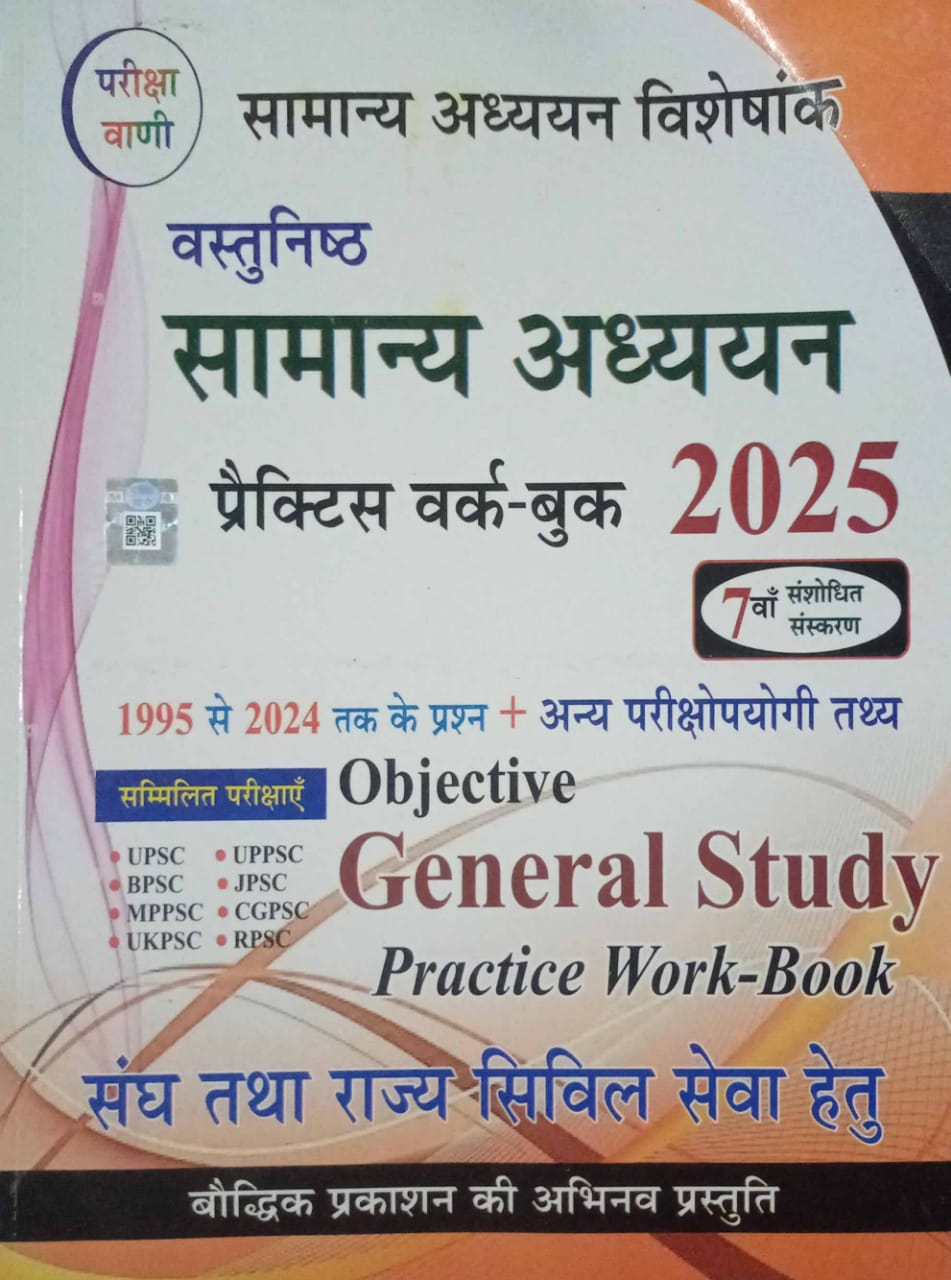 परीक्षा
वाणी
सामान्य अध्ययन विशेषांक
वस्तुनिष्ठ
सामान्य अध्ययन
प्रैक्टिस वर्क-बुक 2025
7वाँ संशोधित
संस्करण
1995 से 2024 तक के प्रश्न + अन्य परीक्षोपयोगी तथ्य
सम्मिलित परीक्षाएँ
• UPSC • UPPSC
• BPSC • JPSC
• MPPSC • CGPSC
• UKPSC • RPSC
Objective
General Study
Practice Work-Book
संघ तथा राज्य सिविल सेवा हेतु
बौद्धिक प्रकाशन की अभिनव प्रस्तुति